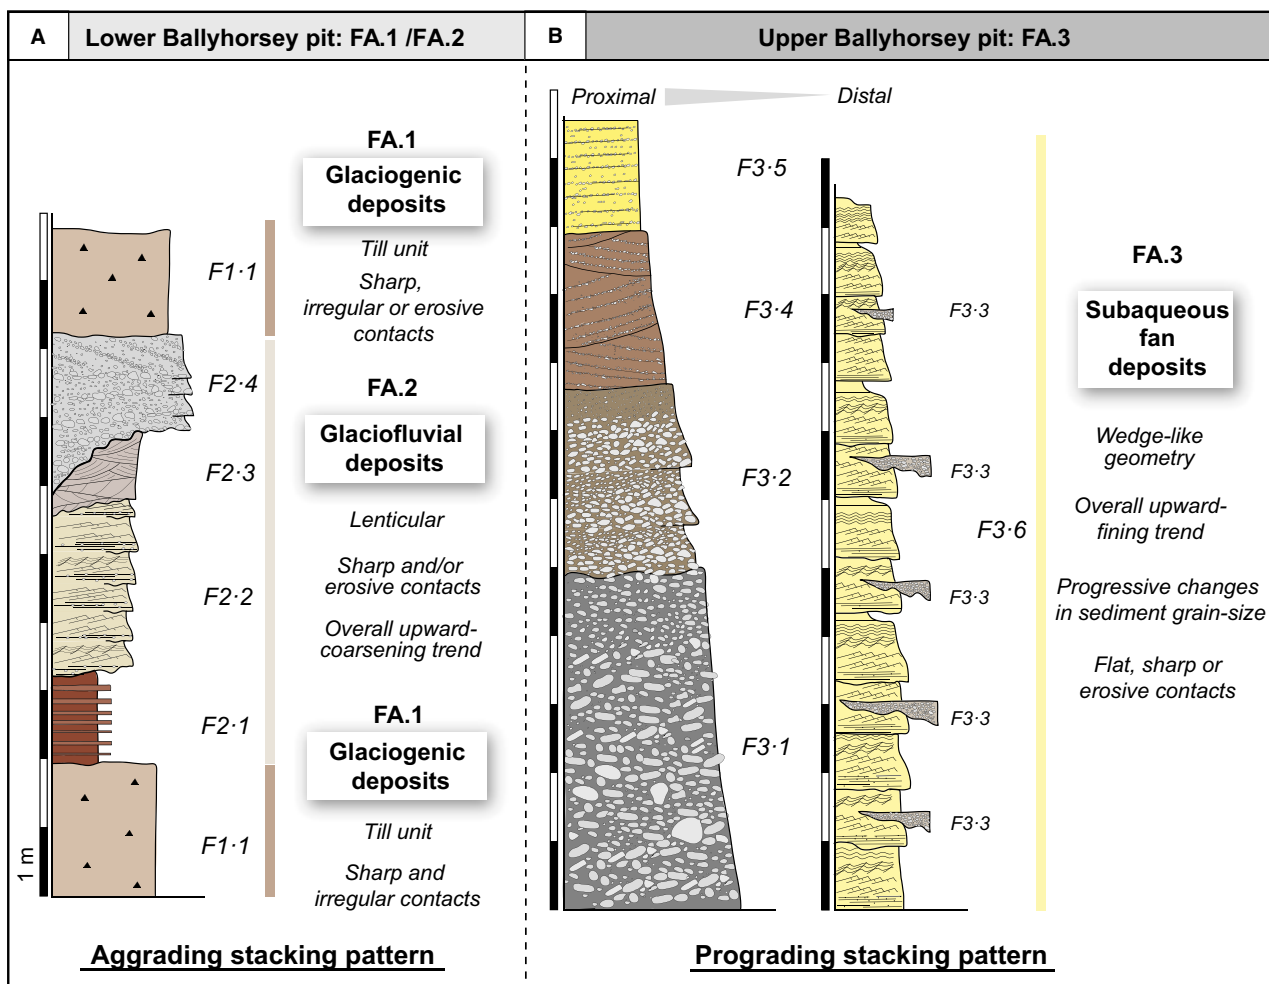 A
Lower Ballyhorsey pit: FA.1 /FA.2
B
Upper Ballyhorsey pit: FA.3
FA.1
Glaciogenic
deposits
Till unit
Sharp,
irregular or erosive
contacts
F1·1
F2·4
FA.2
Glaciofluvial
deposits
F2·3
Lenticular
Sharp and/or
erosive contacts
F2·2
Overall upward-
coarsening trend
F2·1
FA.1
Glaciogenic
deposits
F1·1
Till unit
Sharp and
irregular contacts
1 m
Aggrading stacking pattern
Proximal
Distal
F3·5
F3·4
F3·2
F3·1
F3·3
F3·3
F3·6
F3·3
F3·3
F3·3
FA.3
Subaqueous
fan
deposits
Wedge-like
geometry
Overall upward-
fining trend
Progressive changes
in sediment grain-size
Flat, sharp or
erosive contacts
Prograding stacking pattern